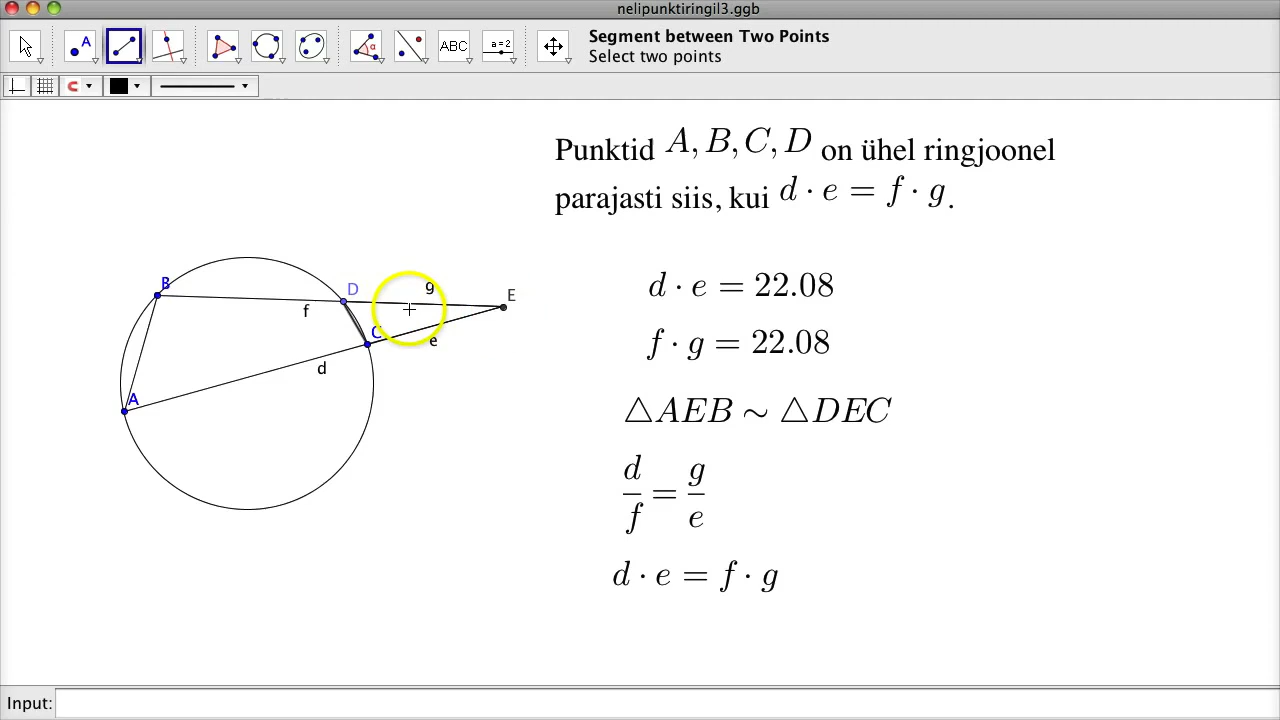 nelipunktiringil3.ggb
A
α
ABC
a=2
Segment between Two Points
Select two points
Punktid A, B, C, D on ühel ringjoonel
parajasti siis, kui d · e = f · g.
d · e = 22.08
f · g = 22.08
△AEB ∼ △DEC
d/f = g/e
d · e = f · g
B
D
g
E
f
C
e
d
A
Input: